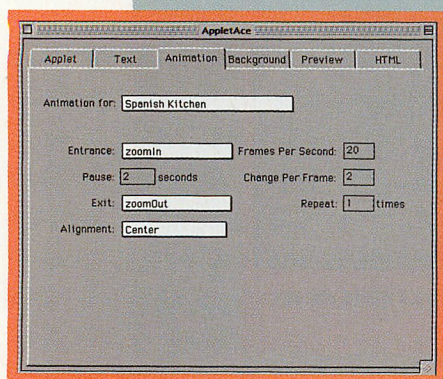 AppletAce
Applet Text Animation Background Preview HTML
Animation for: Spanish Kitchen
Entrance: zoomIn Frames Per Second: 20
Pause: 2 seconds Change Per Frame: 2
Exit: zoomOut Repeat: 1 times
Alignment: Center